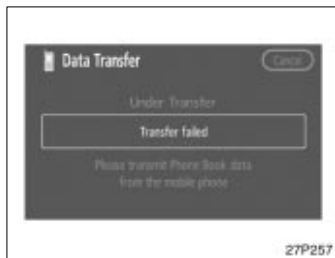 Data Transfer
Cancel
Under Transfer
Transfer failed
Please transmit Phone Book data
from the mobile phone
27P257